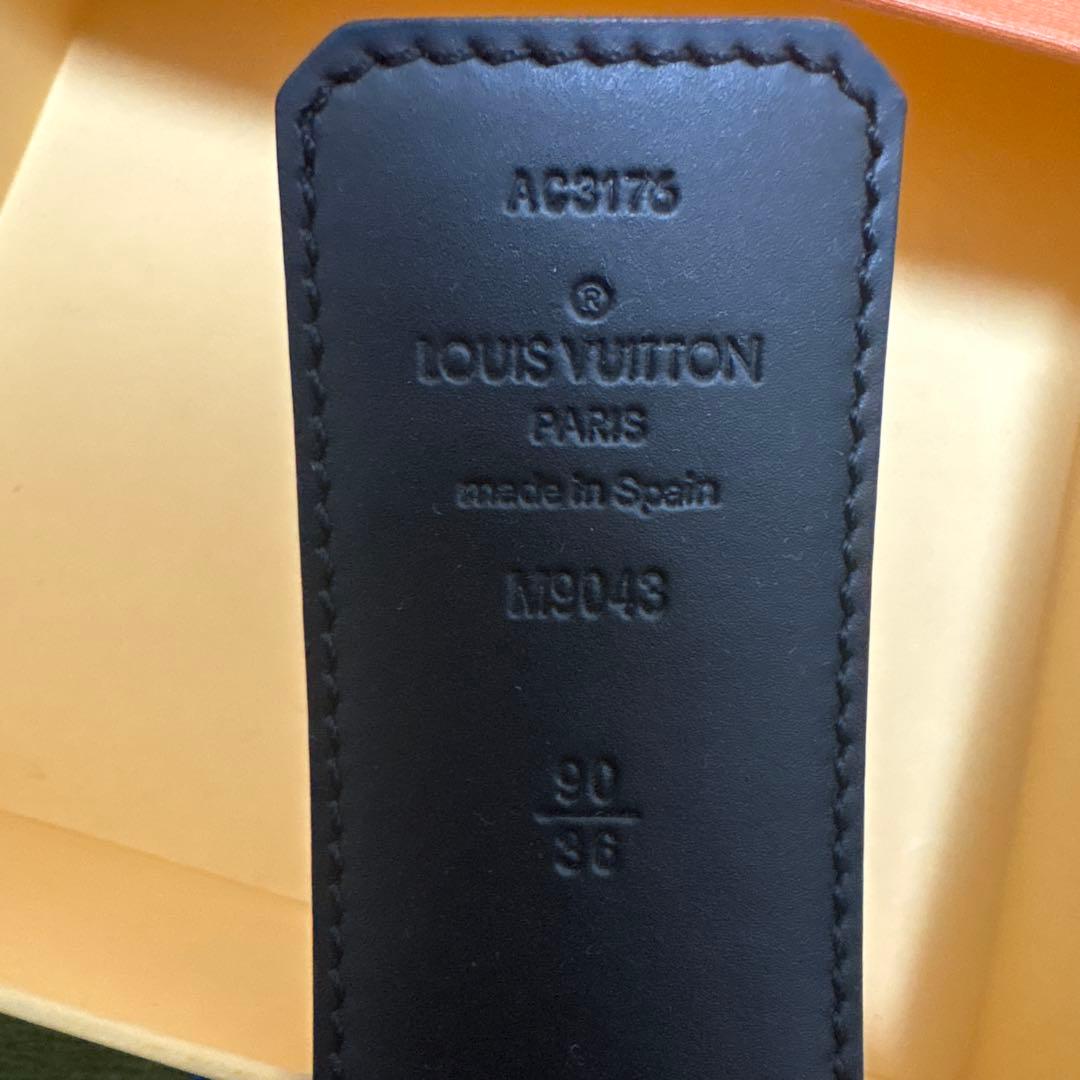 AC3176
®
LOUIS VUITTON
PARIS
made in Spain
M9043
90
36